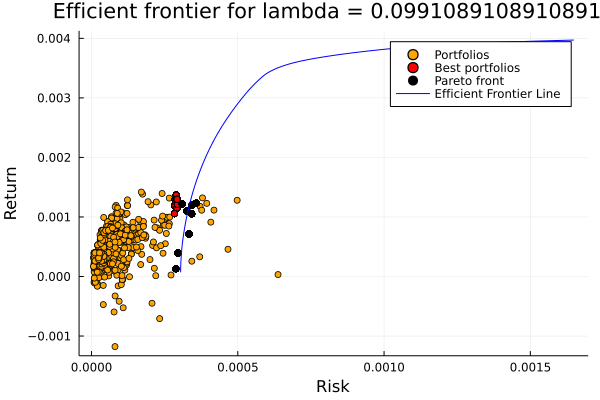 Efficient frontier for lambda = 0.0991089108910891
0.004
0.003
0.002
0.001
0.000
−0.001
Return
Portfolios
Best portfolios
Pareto front
Efficient Frontier Line
0.0000
0.0005
0.0010
0.0015
Risk